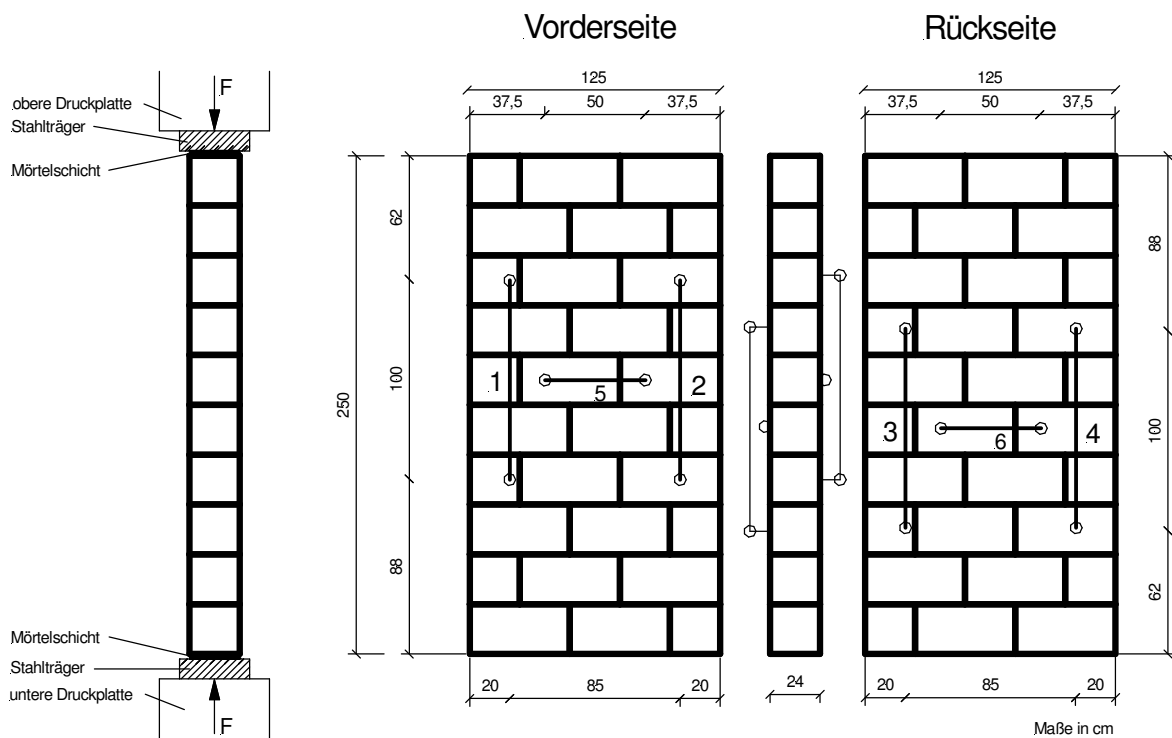 Vorderseite
Rückseite
F
obere Druckplatte
Stahlträger
Mörtelschicht
125
37,5 50 37,5
125
37,5 50 37,5
62
100
88
250
1
2
5
3
4
6
88
100
62
Mörtelschicht
Stahlträger
untere Druckplatte
F
20 85 20
24
20 85 20
Maße in cm